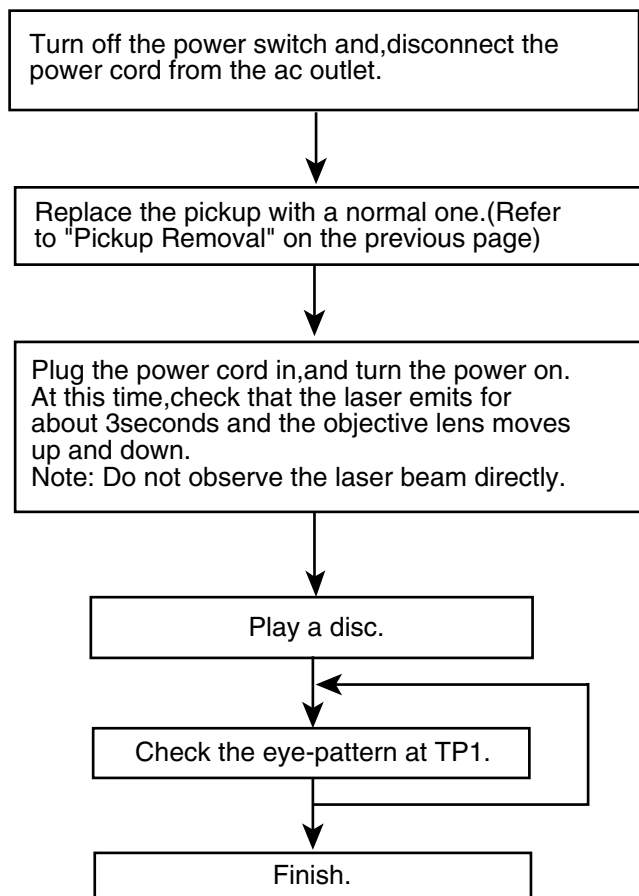 Turn off the power switch and,disconnect the
power cord from the ac outlet.
Replace the pickup with a normal one.(Refer
to "Pickup Removal" on the previous page)
Plug the power cord in,and turn the power on.
At this time,check that the laser emits for
about 3seconds and the objective lens moves
up and down.
Note: Do not observe the laser beam directly.
Play a disc.
Check the eye-pattern at TP1.
Finish.